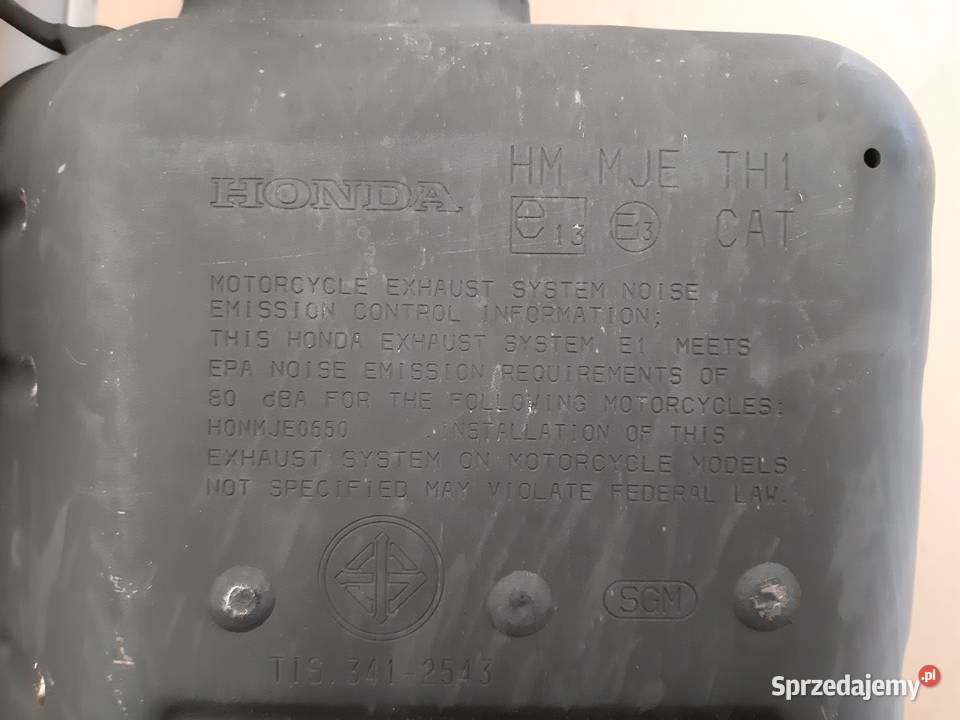 HONDA
HM MJE TH1
e13 E3 CAT
MOTORCYCLE EXHAUST SYSTEM NOISE
EMISSION CONTROL INFORMATION;
THIS HONDA EXHAUST SYSTEM E1 MEETS
EPA NOISE EMISSION REQUIREMENTS OF
80 dBA FOR THE FOLLOWING MOTORCYCLES:
HONMJE0650 .INSTALLATION OF THIS
EXHAUST SYSTEM ON MOTORCYCLE MODELS
NOT SPECIFIED MAY VIOLATE FEDERAL LAW.
SGM
TIS.341-2543
Sprzedajemy.pl